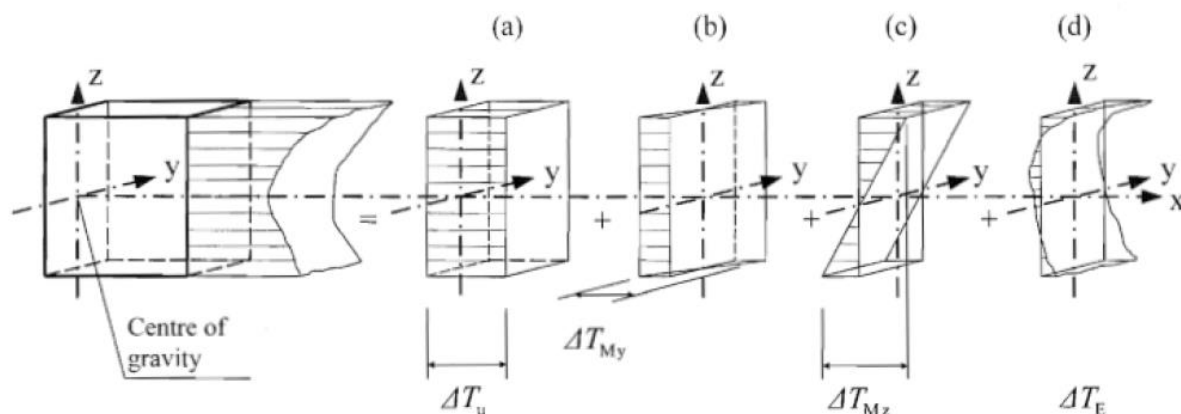 (a) (b) (c) (d)
z z z z z
y y y y y
x
= + + +
Centre of
gravity
ΔT_My
ΔT_u ΔT_Mz ΔT_E